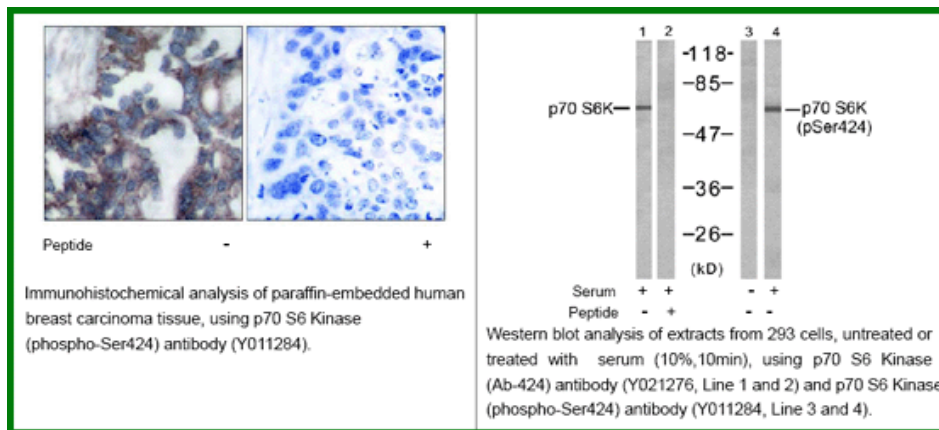 Peptide - +
Immunohistochemical analysis of paraffin-embedded human
breast carcinoma tissue, using p70 S6 Kinase
(phospho-Ser424) antibody (Y011284).
1 2 3 4
-118-
-85-
p70 S6K p70 S6K
(pSer424)
-47-
-36-
-26-
(kD)
Serum + + - +
Peptide - + - -
Western blot analysis of extracts from 293 cells, untreated or
treated with serum (10%,10min), using p70 S6 Kinase
(Ab-424) antibody (Y021276, Line 1 and 2) and p70 S6 Kinase
(phospho-Ser424) antibody (Y011284, Line 3 and 4).